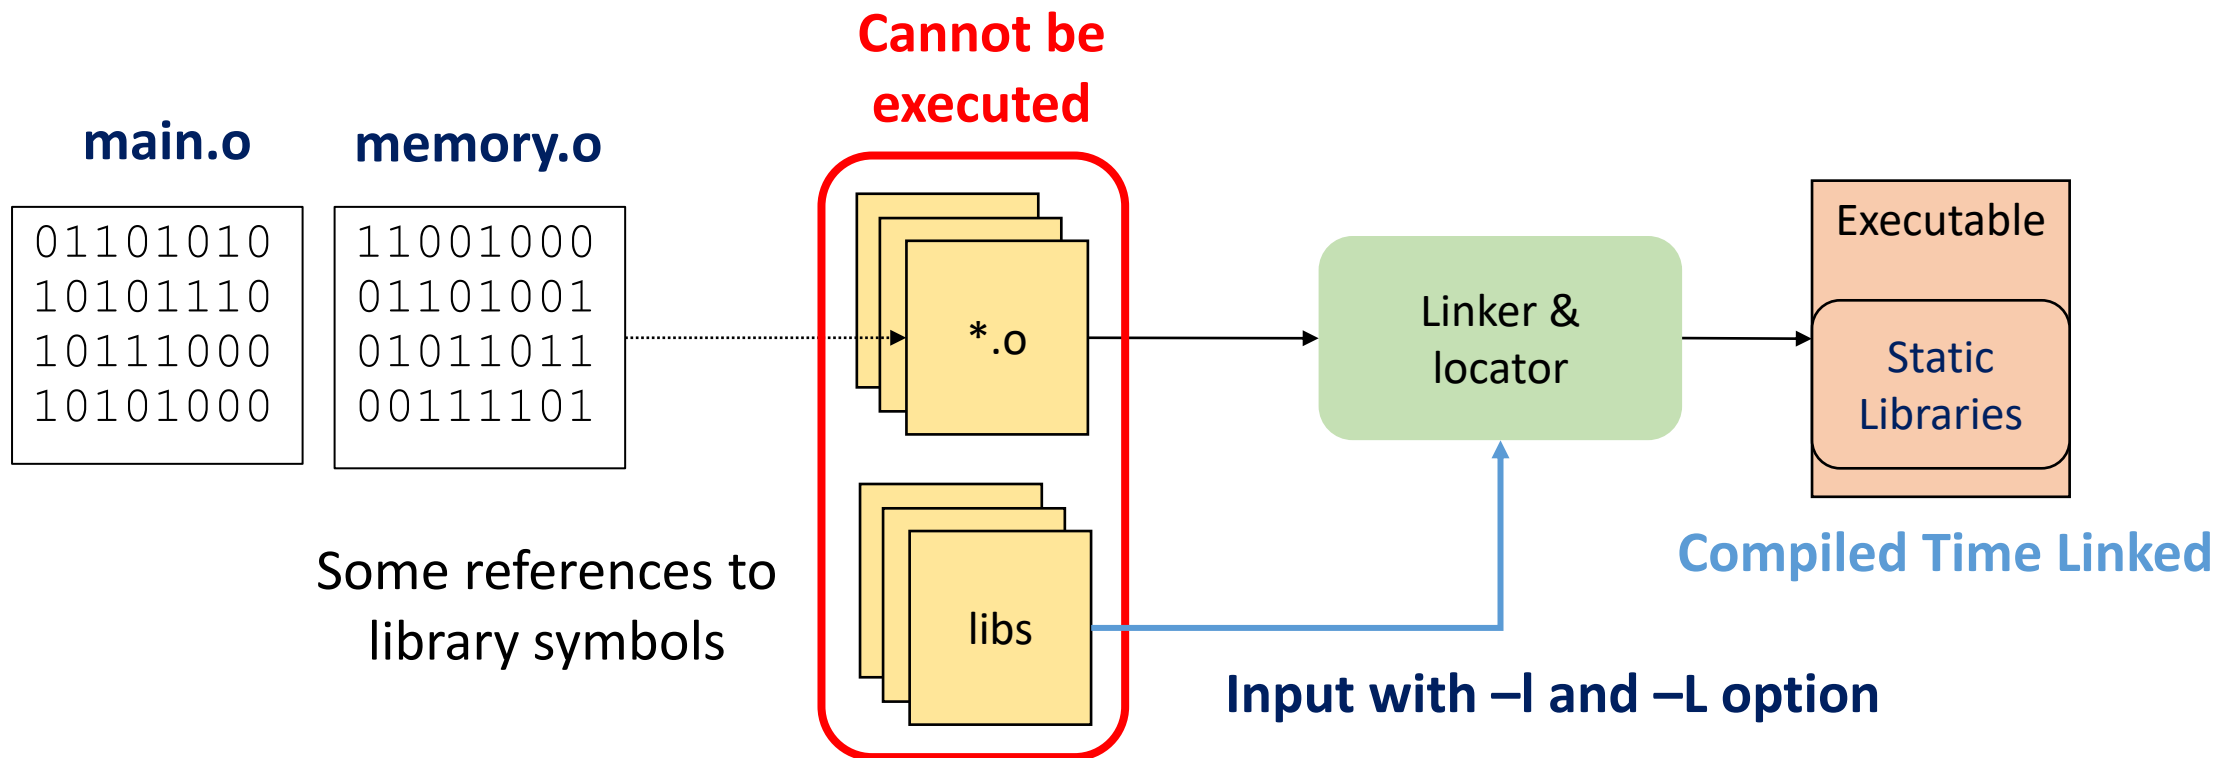 Cannot be
executed
main.o
memory.o
01101010
10101110
10111000
10101000
11001000
01101001
01011011
00111101
*.o
libs
Some references to
library symbols
Linker &
locator
Input with –l and –L option
Executable
Static
Libraries
Compiled Time Linked